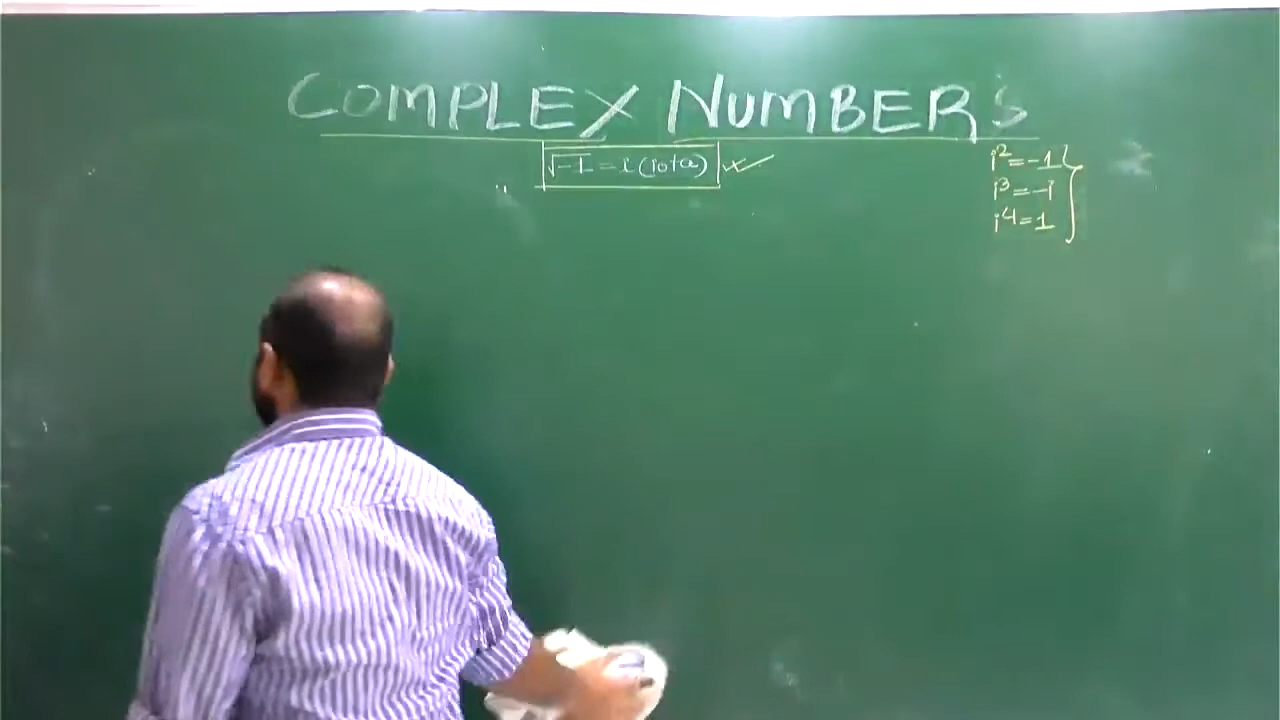 COMPLEX NUMBERS
√-1 = i (iota)
i² = -1
i³ = -i
i⁴ = 1